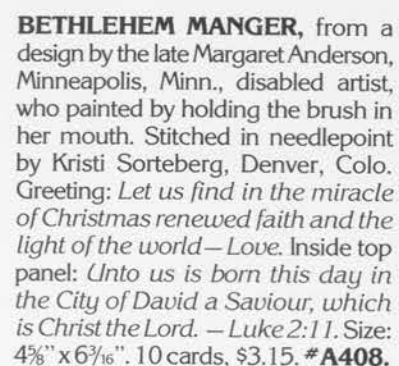 BETHLEHEM MANGER, from a
design by the late Margaret Anderson,
Minneapolis, Minn., disabled artist,
who painted by holding the brush in
her mouth. Stitched in needlepoint
by Kristi Sorteberg, Denver, Colo.
Greeting: Let us find in the miracle
of Christmas renewed faith and the
light of the world—Love. Inside top
panel: Unto us is born this day in
the City of David a Saviour, which
is Christ the Lord. —Luke 2:11. Size:
4⅝" x 6³⁄₁₆". 10 cards, $3.15. #A408.